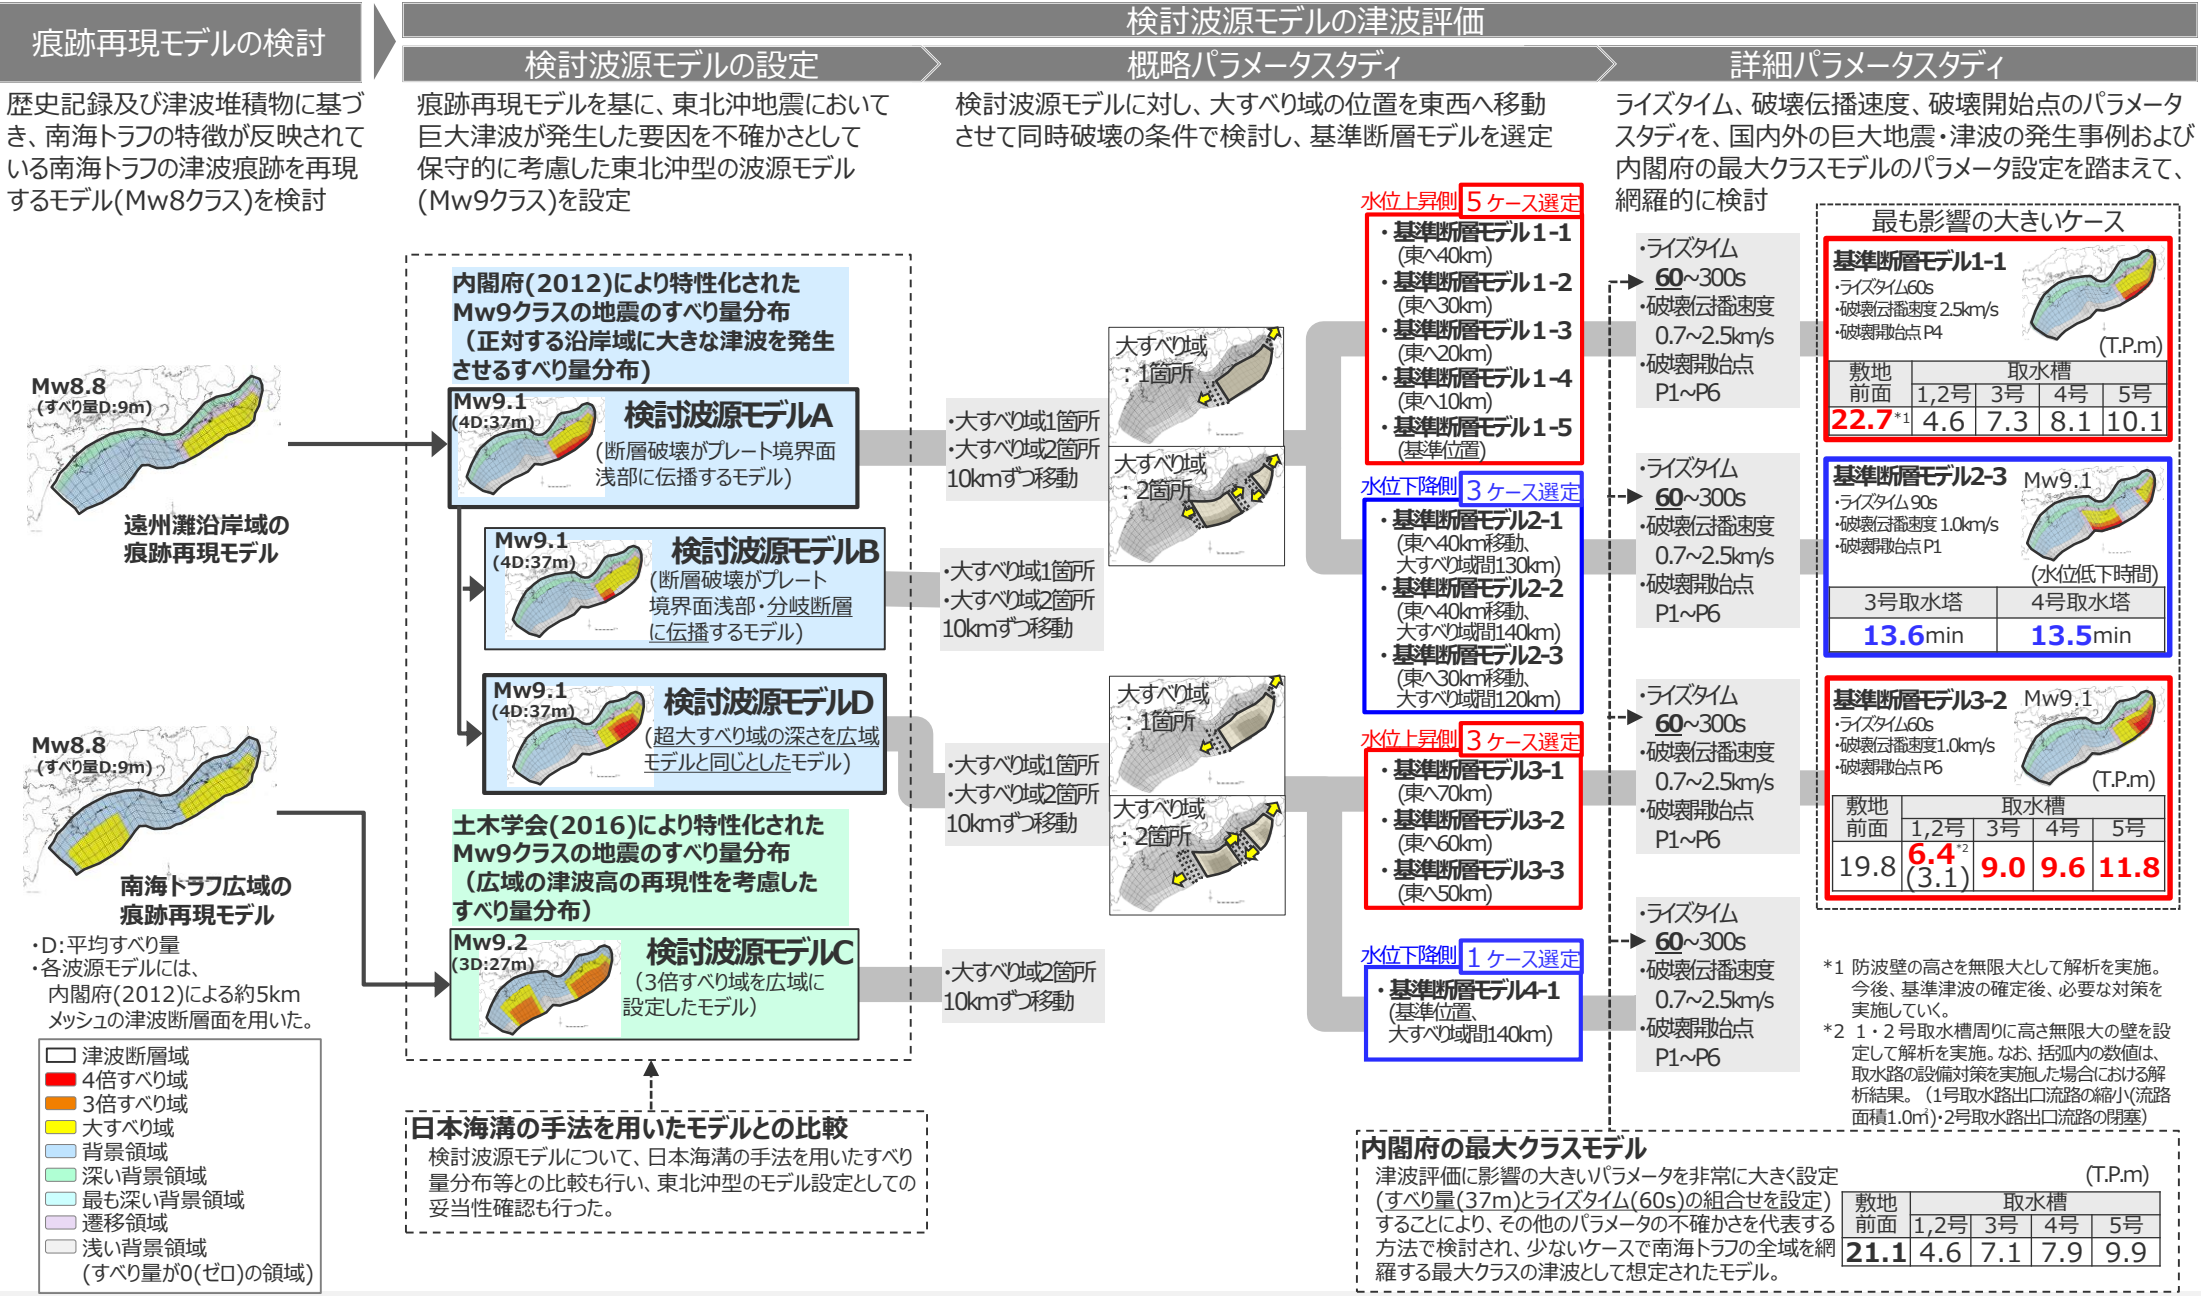 痕跡再現モデルの検討
検討波源モデルの津波評価
検討波源モデルの設定
概略パラメータスタディ
詳細パラメータスタディ
歴史記録及び津波堆積物に基づ
き、南海トラフの特徴が反映されて
いる南海トラフの津波痕跡を再現
するモデル(Mw8クラス)を検討
痕跡再現モデルを基に、東北沖地震において
巨大津波が発生した要因を不確かさとして
保守的に考慮した東北沖型の波源モデル
(Mw9クラス)を設定
検討波源モデルに対し、大すべり域の位置を東西へ移動
させて同時破壊の条件で検討し、基準断層モデルを選定
ライズタイム、破壊伝播速度、破壊開始点のパラメータ
スタディを、国内外の巨大地震・津波の発生事例および
内閣府の最大クラスモデルのパラメータ設定を踏まえて、
網羅的に検討
Mw8.8
(すべり量D:9m)
遠州灘沿岸域の
痕跡再現モデル
Mw8.8
(すべり量D:9m)
南海トラフ広域の
痕跡再現モデル
・D:平均すべり量
・各波源モデルには、
内閣府(2012)による約5km
メッシュの津波断層面を用いた。
津波断層域
4倍すべり域
3倍すべり域
大すべり域
背景領域
深い背景領域
最も深い背景領域
遷移領域
浅い背景領域
(すべり量が0(ゼロ)の領域)
内閣府(2012)により特性化された
Mw9クラスの地震のすべり量分布
(正対する沿岸域に大きな津波を発生
させるすべり量分布)
Mw9.1
(4D:37m)
検討波源モデルA
(断層破壊がプレート境界面
浅部に伝播するモデル)
Mw9.1
(4D:37m)
検討波源モデルB
(断層破壊がプレート
境界面浅部・分岐断層
に伝播するモデル)
Mw9.1
(4D:37m)
検討波源モデルD
(超大すべり域の深さを広域
モデルと同じとしたモデル)
土木学会(2016)により特性化された
Mw9クラスの地震のすべり量分布
(広域の津波高の再現性を考慮した
すべり量分布)
Mw9.2
(3D:27m)
検討波源モデルC
(3倍すべり域を広域に
設定したモデル)
日本海溝の手法を用いたモデルとの比較
検討波源モデルについて、日本海溝の手法を用いたすべり
量分布等との比較も行い、東北沖型のモデル設定としての
妥当性確認も行った。
・大すべり域1箇所
・大すべり域2箇所
10kmずつ移動
・大すべり域1箇所
・大すべり域2箇所
10kmずつ移動
・大すべり域1箇所
・大すべり域2箇所
10kmずつ移動
・大すべり域2箇所
10kmずつ移動
大すべり域
:1箇所
大すべり域
:2箇所
大すべり域
:1箇所
大すべり域
:2箇所
水位上昇側 5ケース選定
・基準断層モデル1-1
(東へ40km)
・基準断層モデル1-2
(東へ30km)
・基準断層モデル1-3
(東へ20km)
・基準断層モデル1-4
(東へ10km)
・基準断層モデル1-5
(基準位置)
水位下降側 3ケース選定
・基準断層モデル2-1
(東へ40km移動、
大すべり域間130km)
・基準断層モデル2-2
(東へ40km移動、
大すべり域間140km)
・基準断層モデル2-3
(東へ30km移動、
大すべり域間120km)
水位上昇側 3ケース選定
・基準断層モデル3-1
(東へ70km)
・基準断層モデル3-2
(東へ60km)
・基準断層モデル3-3
(東へ50km)
水位下降側 1ケース選定
・基準断層モデル4-1
(基準位置、
大すべり域間140km)
・ライズタイム
60~300s
・破壊伝播速度
0.7~2.5km/s
・破壊開始点
P1~P6
・ライズタイム
60~300s
・破壊伝播速度
0.7~2.5km/s
・破壊開始点
P1~P6
・ライズタイム
60~300s
・破壊伝播速度
0.7~2.5km/s
・破壊開始点
P1~P6
・ライズタイム
60~300s
・破壊伝播速度
0.7~2.5km/s
・破壊開始点
P1~P6
最も影響の大きいケース
基準断層モデル1-1
・ライズタイム60s
・破壊伝播速度 2.5km/s
・破壊開始点 P4
(T.P.m)
敷地前面 取水槽
1,2号 3号 4号 5号
22.7*1 4.6 7.3 8.1 10.1
基準断層モデル2-3 Mw9.1
・ライズタイム 90s
・破壊伝播速度 1.0km/s
・破壊開始点 P1
(水位低下時間)
3号取水塔 4号取水塔
13.6min 13.5min
基準断層モデル3-2 Mw9.1
・ライズタイム60s
・破壊伝播速度1.0km/s
・破壊開始点 P6
(T.P.m)
敷地前面 取水槽
1,2号 3号 4号 5号
19.8 6.4*2 (3.1) 9.0 9.6 11.8
*1 防波壁の高さを無限大として解析を実施。
今後、基準津波の確定後、必要な対策を
実施していく。
*2 1・2号取水槽周りに高さ無限大の壁を設
定して解析を実施。なお、括弧内の数値は、
取水路の設備対策を実施した場合における解
析結果。(1号取水路出口流路の縮小(流路
面積1.0㎡)・2号取水路出口流路の閉塞)
内閣府の最大クラスモデル
津波評価に影響の大きいパラメータを非常に大きく設定
(すべり量(37m)とライズタイム(60s)の組合せを設定)
することにより、その他のパラメータの不確かさを代表する
方法で検討され、少ないケースで南海トラフの全域を網
羅する最大クラスの津波として想定されたモデル。
(T.P.m)
敷地前面 取水槽
1,2号 3号 4号 5号
21.1 4.6 7.1 7.9 9.9